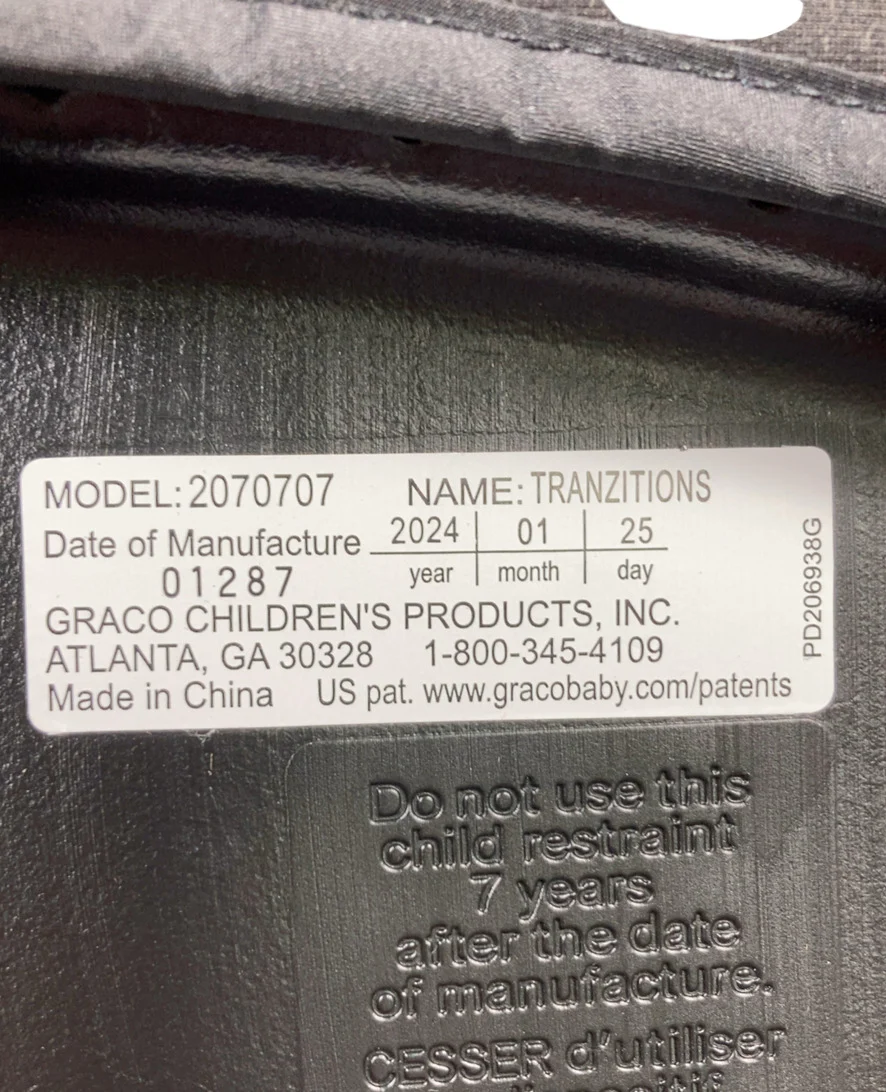 MODEL: 2070707 NAME: TRANZITIONS
Date of Manufacture 2024 01 25
year month day
01287
GRACO CHILDREN'S PRODUCTS, INC.
ATLANTA, GA 30328 1-800-345-4109
Made in China US pat. www.gracobaby.com/patents
PD206938G
Do not use this
child restraint
7 years
after the date
of manufacture.
CESSER d'utiliser